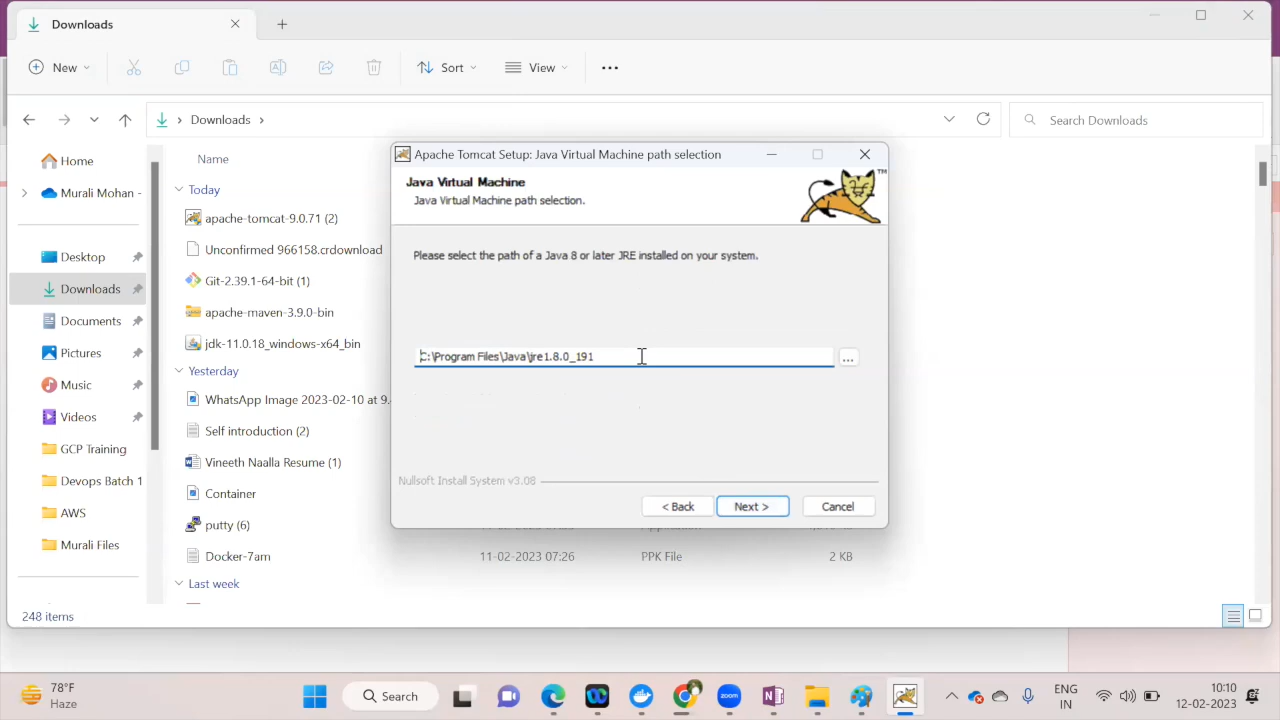 Downloads
New
Sort
View
Downloads
Search Downloads
Home
Murali Mohan -
Desktop
Downloads
Documents
Pictures
Music
Videos
GCP Training
Devops Batch 1
AWS
Murali Files
Name
Today
apache-tomcat-9.0.71 (2)
Unconfirmed 966158.crdownload
Git-2.39.1-64-bit (1)
apache-maven-3.9.0-bin
jdk-11.0.18_windows-x64_bin
Yesterday
WhatsApp Image 2023-02-10 at 9.
Self introduction (2)
Vineeth Naalla Resume (1)
Container
putty (6)
Docker-7am
11-02-2023 07:26
PPK File
2 KB
Last week
248 items
Apache Tomcat Setup: Java Virtual Machine path selection
Java Virtual Machine
Java Virtual Machine path selection.
TM
Please select the path of a Java 8 or later JRE installed on your system.
C:\Program Files\Java\jre1.8.0_191
...
Nullsoft Install System v3.08
< Back
Next >
Cancel
78°F
Haze
Search
zoom
ENG
IN
10:10
12-02-2023